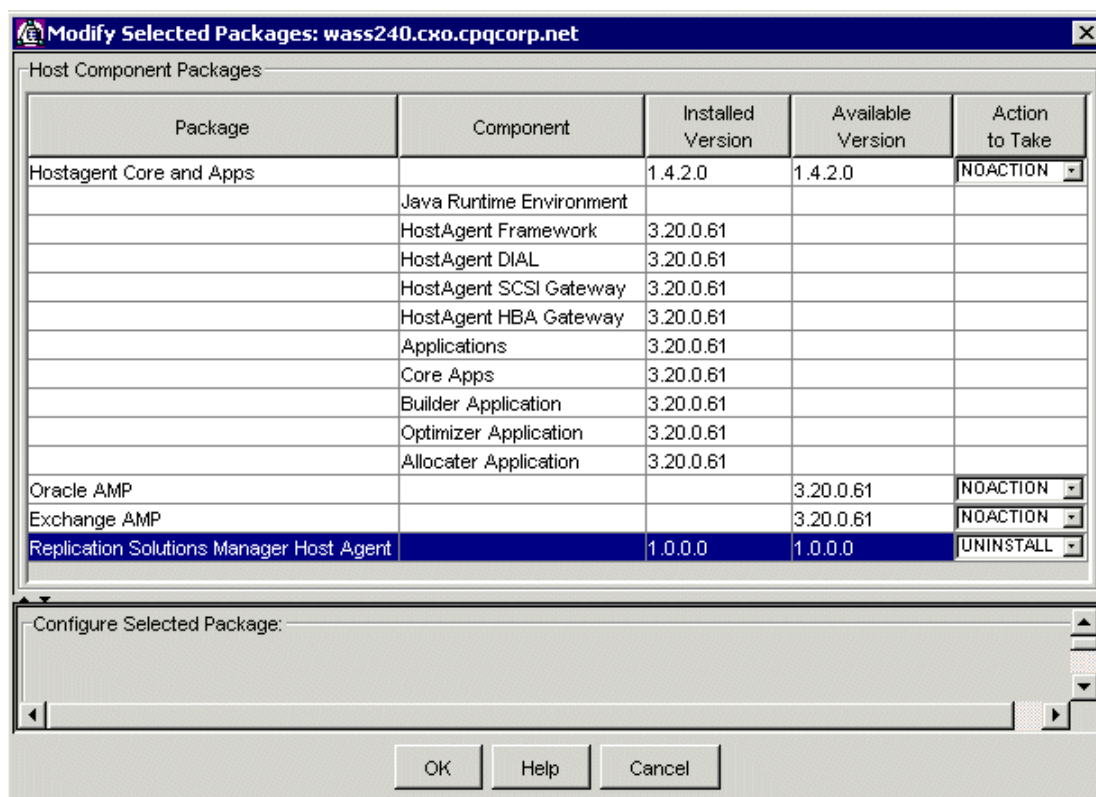 Modify Selected Packages: wass240.cxo.cpqcorp.net
Host Component Packages
Package Component Installed Version Available Version Action to Take
Hostagent Core and Apps 1.4.2.0 1.4.2.0 NOACTION
Java Runtime Environment
HostAgent Framework 3.20.0.61
HostAgent DIAL 3.20.0.61
HostAgent SCSI Gateway 3.20.0.61
HostAgent HBA Gateway 3.20.0.61
Applications 3.20.0.61
Core Apps 3.20.0.61
Builder Application 3.20.0.61
Optimizer Application 3.20.0.61
Allocater Application 3.20.0.61
Oracle AMP 3.20.0.61 NOACTION
Exchange AMP 3.20.0.61 NOACTION
Replication Solutions Manager Host Agent 1.0.0.0 1.0.0.0 UNINSTALL
Configure Selected Package:
OK Help Cancel